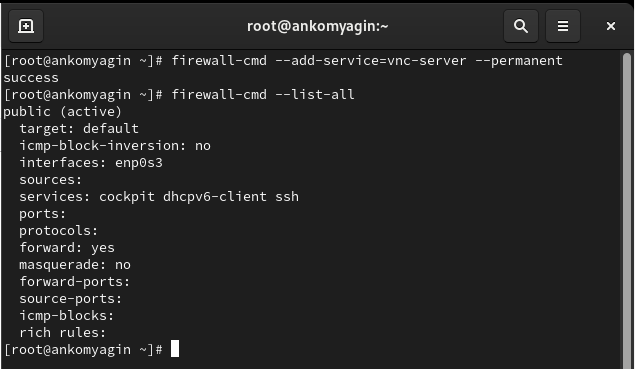 root@ankomyagin:~
[root@ankomyagin ~]# firewall-cmd --add-service=vnc-server --permanent
success
[root@ankomyagin ~]# firewall-cmd --list-all
public (active)
  target: default
  icmp-block-inversion: no
  interfaces: enp0s3
  sources:
  services: cockpit dhcpv6-client ssh
  ports:
  protocols:
  forward: yes
  masquerade: no
  forward-ports:
  source-ports:
  icmp-blocks:
  rich rules:
[root@ankomyagin ~]#